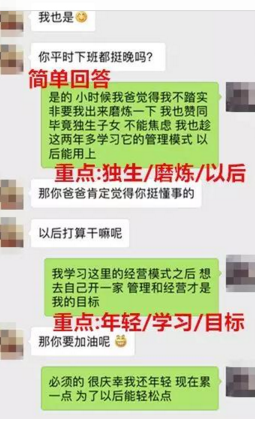 我也是😄
你平时下班都挺晚吗?
简单回答
是的 小时候我爸觉得我不踏实
非要我出来磨炼一下 我也赞同
毕竟独生子女 不能焦虑 我也趁
这两年多学习它的管理模式 以
后能用上
重点:独生/磨炼/以后
那你爸爸肯定觉得你挺懂事的
以后打算干嘛呢
我学习这里的经营模式之后 想
去自己开一家 管理和经营才是
我的目标
重点:年轻/学习/目标
那你要加油呢😄
必须的 很庆幸我还年轻 现在累
一点 为了以后能轻松点